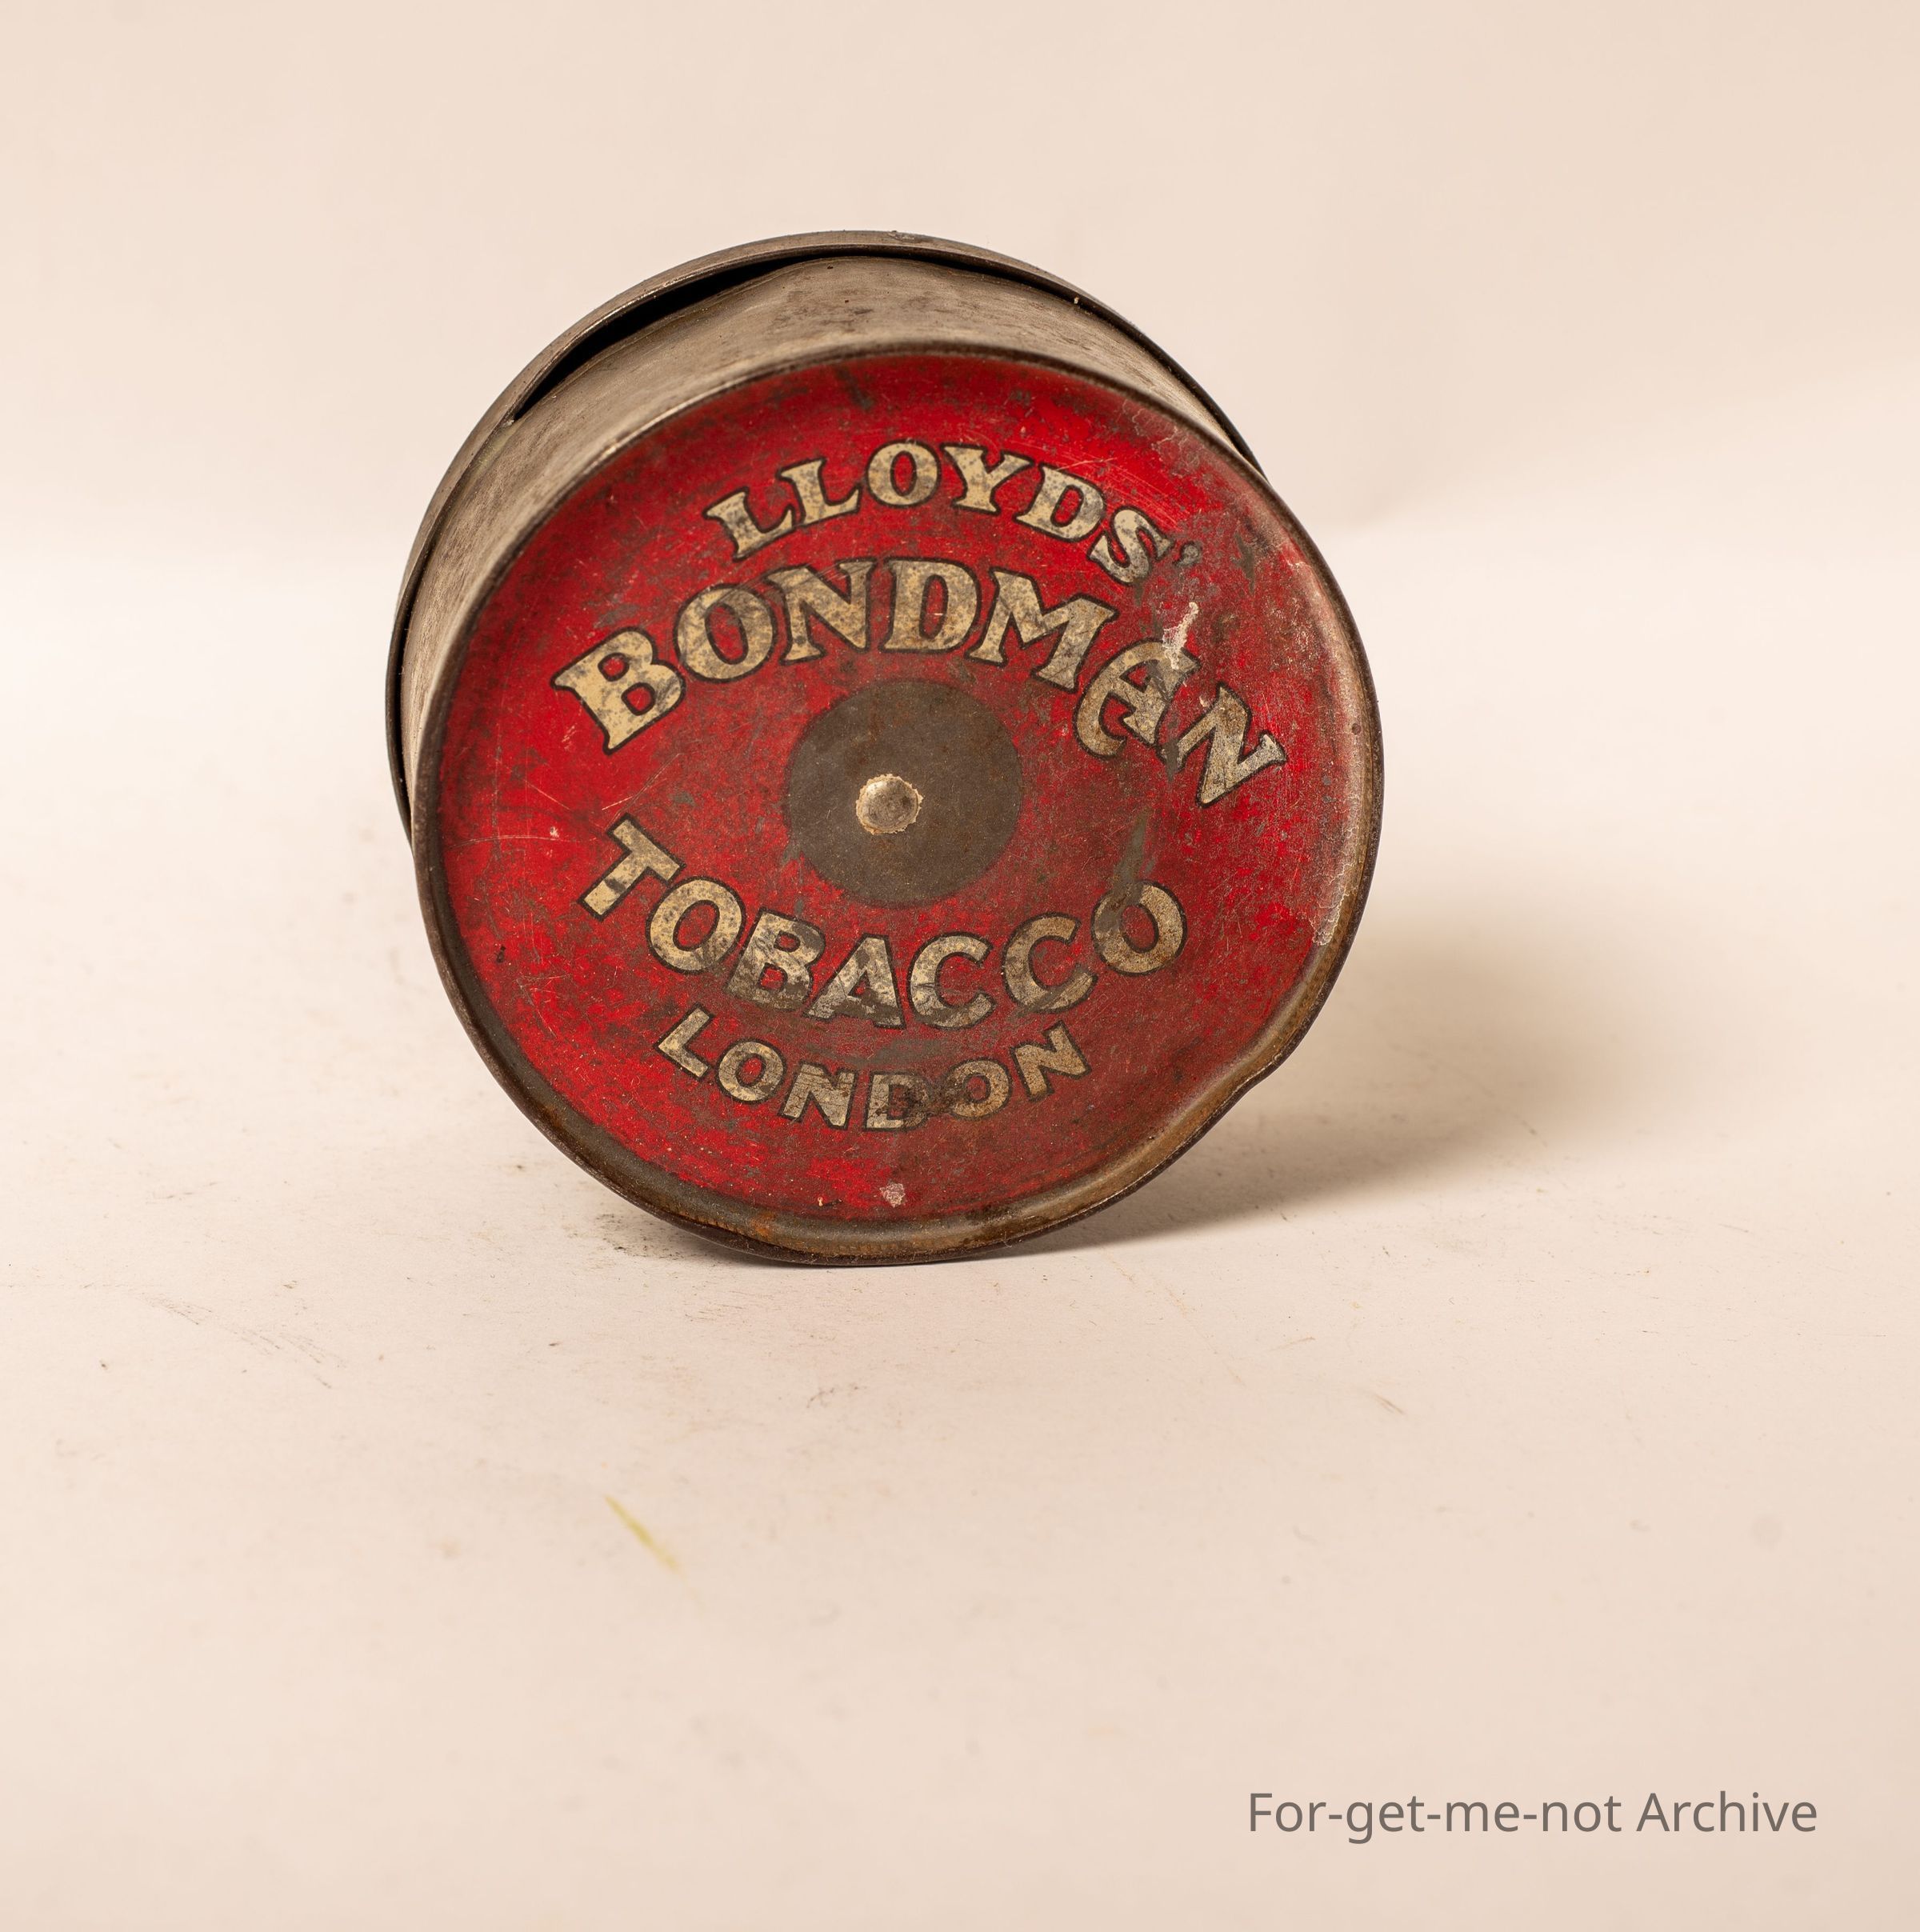 LLOYDS'
BONDMAN
TOBACCO
LONDON
For-get-me-not Archive